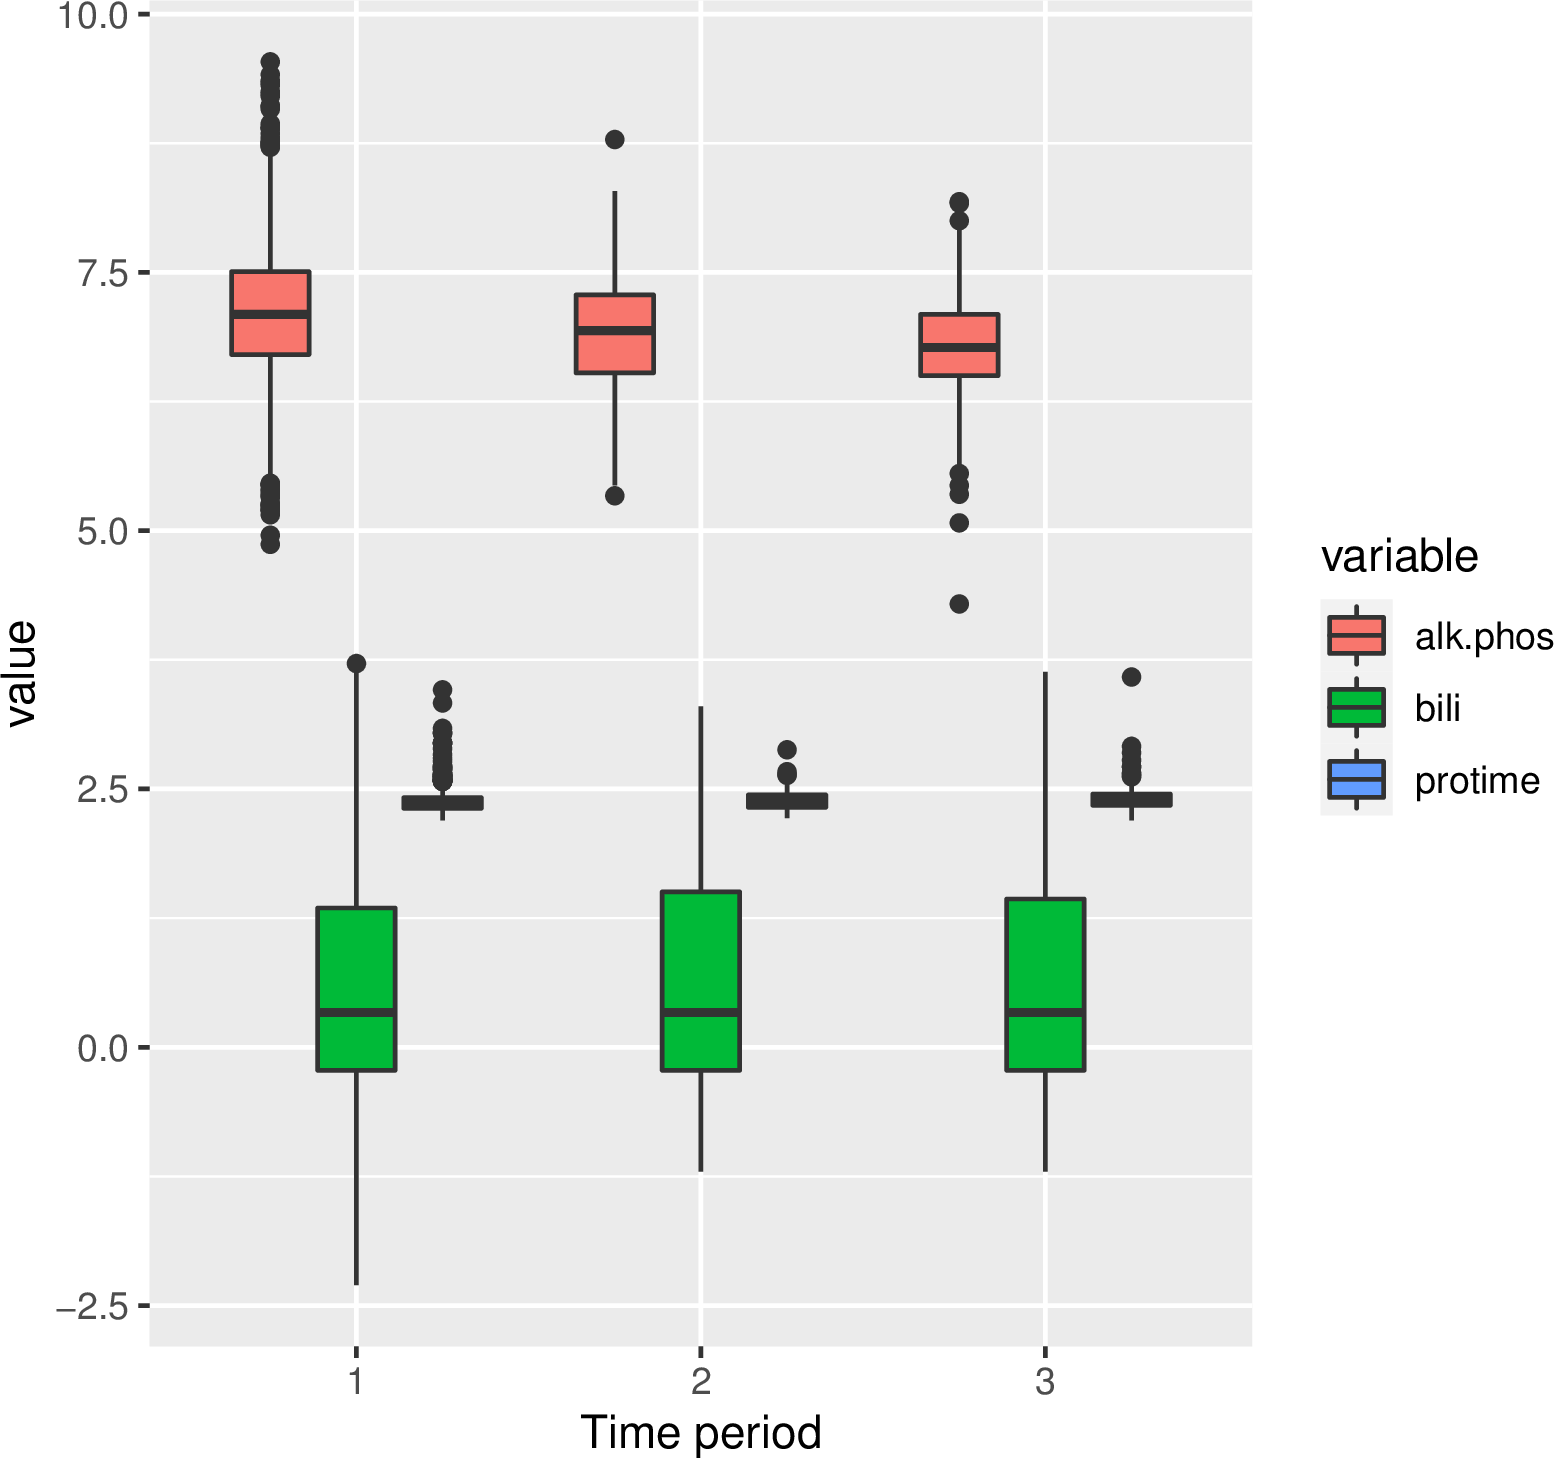 10.0
7.5
5.0
2.5
0.0
−2.5
value
1 2 3
Time period
variable
alk.phos
bili
protime